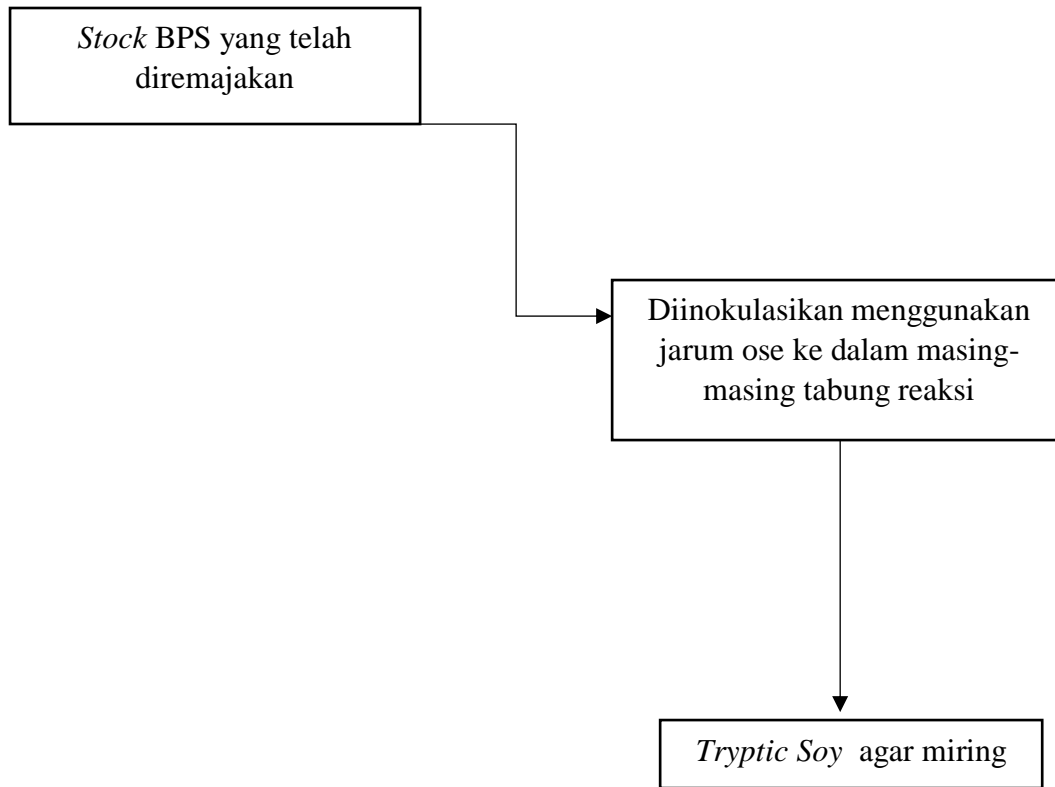 Stock BPS yang telah
diremajakan
Diinokulasikan menggunakan
jarum ose ke dalam masing-
masing tabung reaksi
Tryptic Soy agar miring